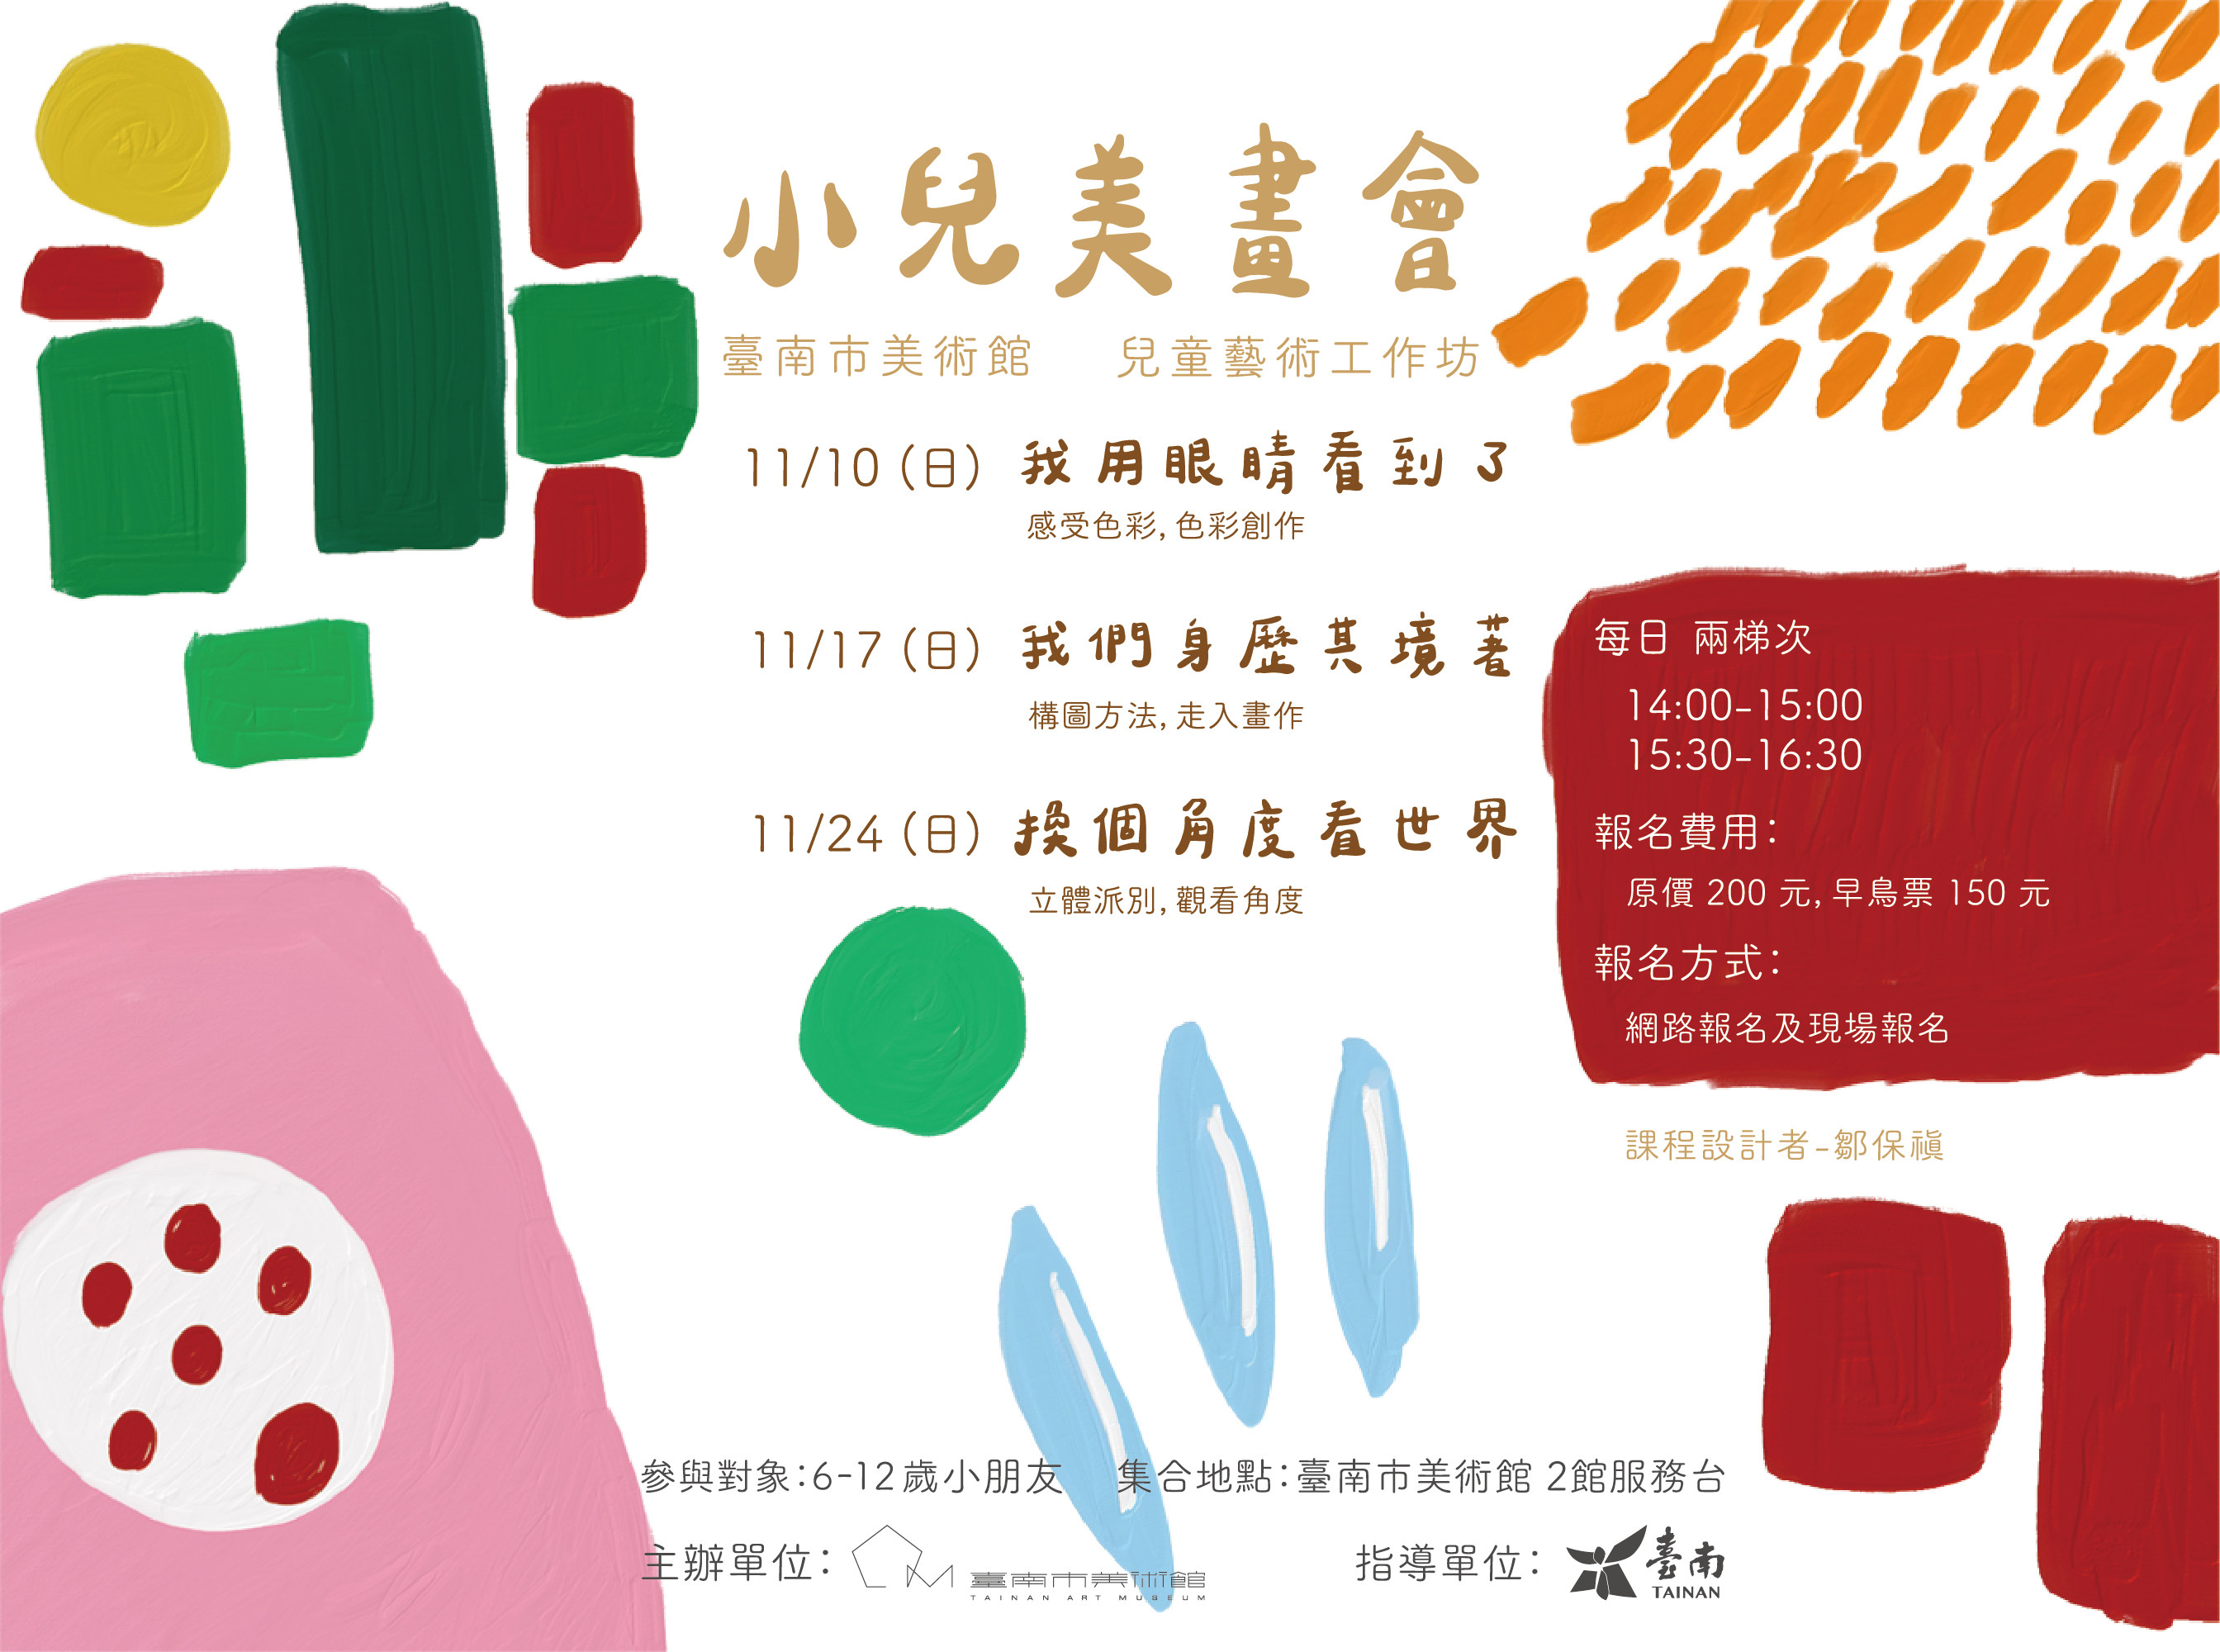 小兒美畫會
臺南市美術館 兒童藝術工作坊
11/10(日) 我用眼睛看到了
感受色彩, 色彩創作
11/17(日) 我們身歷其境著
構圖方法, 走入畫作
11/24(日) 換個角度看世界
立體派別, 觀看角度
每日 兩梯次
14:00-15:00
15:30-16:30
報名費用:
原價 200 元, 早鳥票 150 元
報名方式:
網路報名及現場報名
課程設計者-鄒保禛
參與對象:6-12歲小朋友 集合地點:臺南市美術館 2館服務台
主辦單位: 臺南市美術館
TAINAN ART MUSEUM
指導單位: 臺南
TAINAN